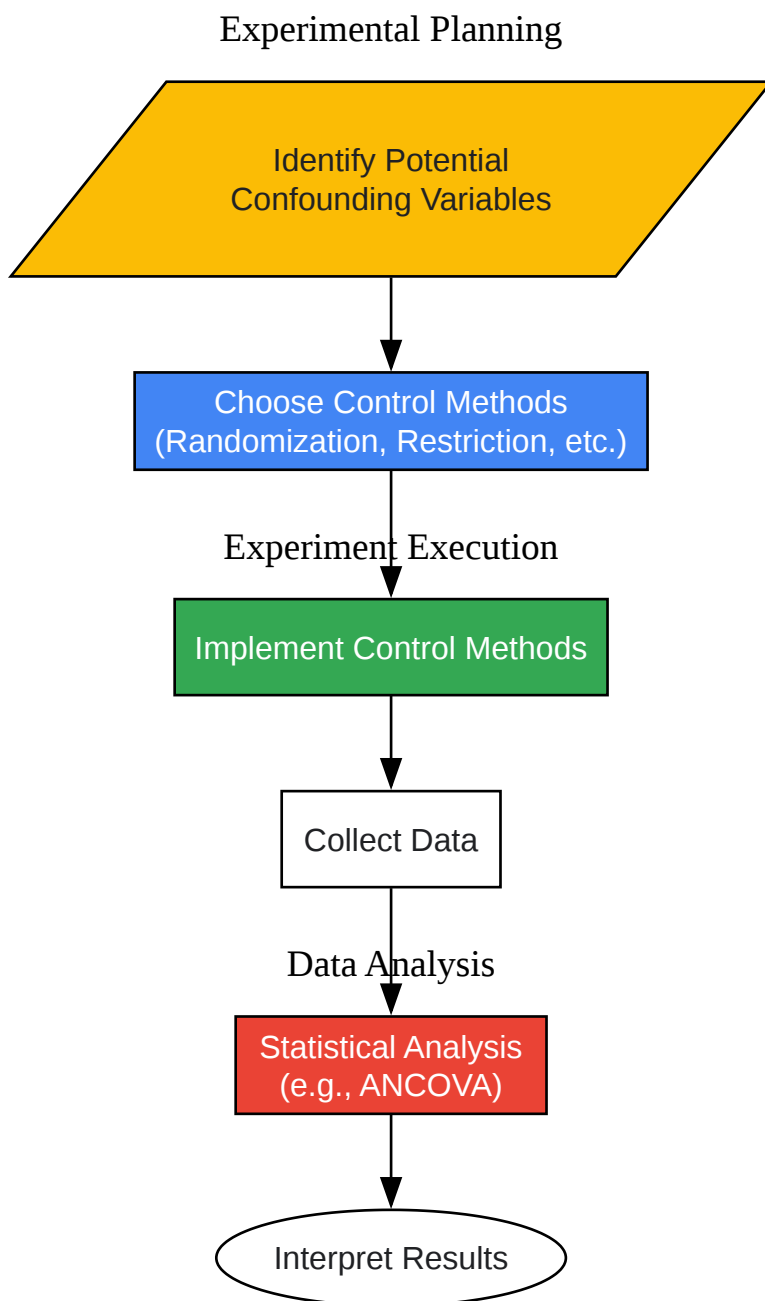 Experimental Planning
Identify Potential
Confounding Variables
Choose Control Methods
(Randomization, Restriction, etc.)
Experiment Execution
Implement Control Methods
Collect Data
Data Analysis
Statistical Analysis
(e.g., ANCOVA)
Interpret Results